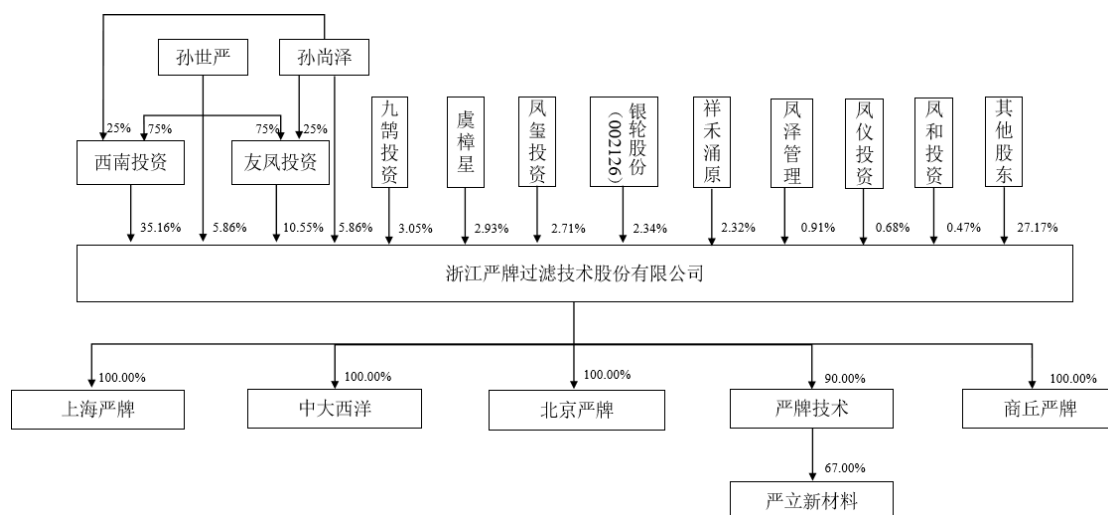 孙世严
孙尚泽
25%
75%
75%
25%
西南投资
友凤投资
九鹄投资
虞樟星
凤玺投资
银轮股份
（002126）
祥禾涌原
凤泽管理
凤仪投资
凤和投资
其他股东
35.16%
5.86%
10.55%
5.86%
3.05%
2.93%
2.71%
2.34%
2.32%
0.91%
0.68%
0.47%
27.17%
浙江严牌过滤技术股份有限公司
100.00%
100.00%
100.00%
90.00%
100.00%
上海严牌
中大西洋
北京严牌
严牌技术
商丘严牌
67.00%
严立新材料